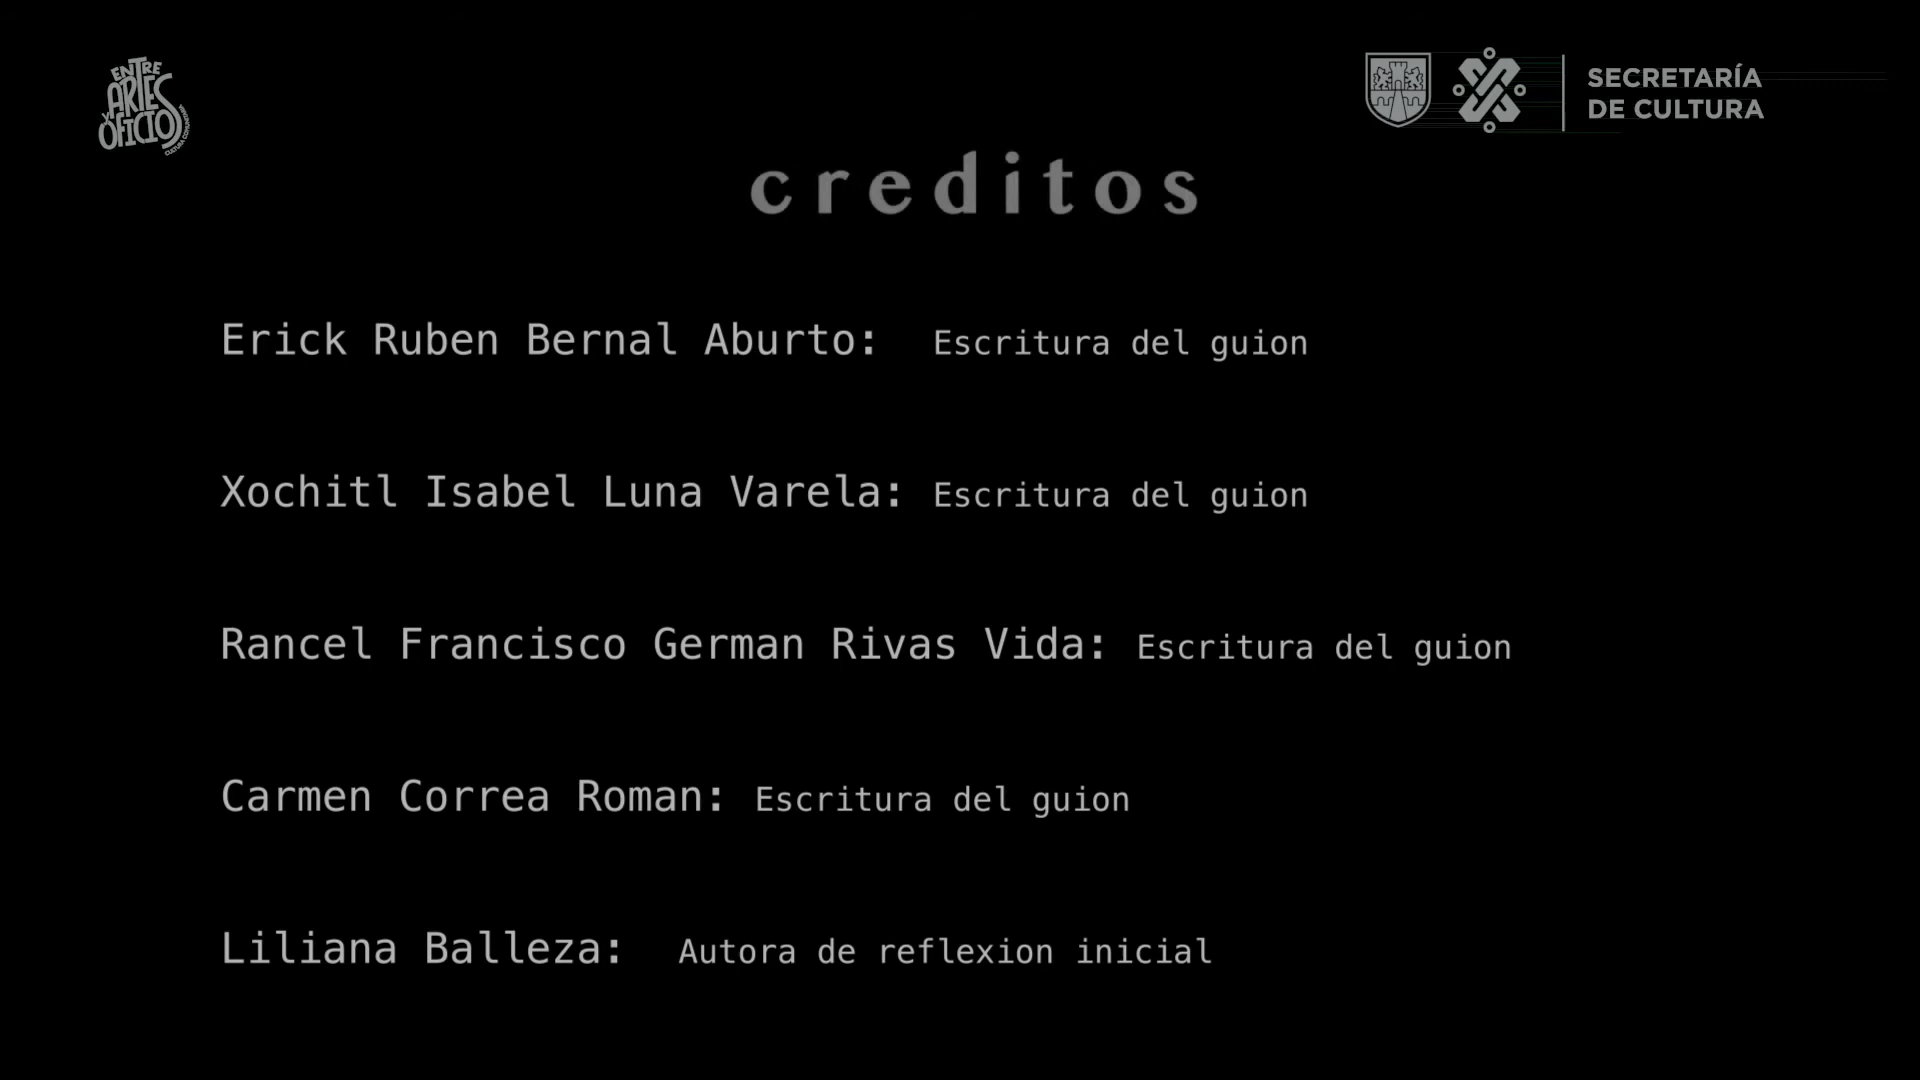 ENTRE
ARTES
Y OFICIOS
CULTURA COMUNITARIA
SECRETARÍA
DE CULTURA
creditos
Erick Ruben Bernal Aburto: Escritura del guion
Xochitl Isabel Luna Varela: Escritura del guion
Rancel Francisco German Rivas Vida: Escritura del guion
Carmen Correa Roman: Escritura del guion
Liliana Balleza: Autora de reflexion inicial